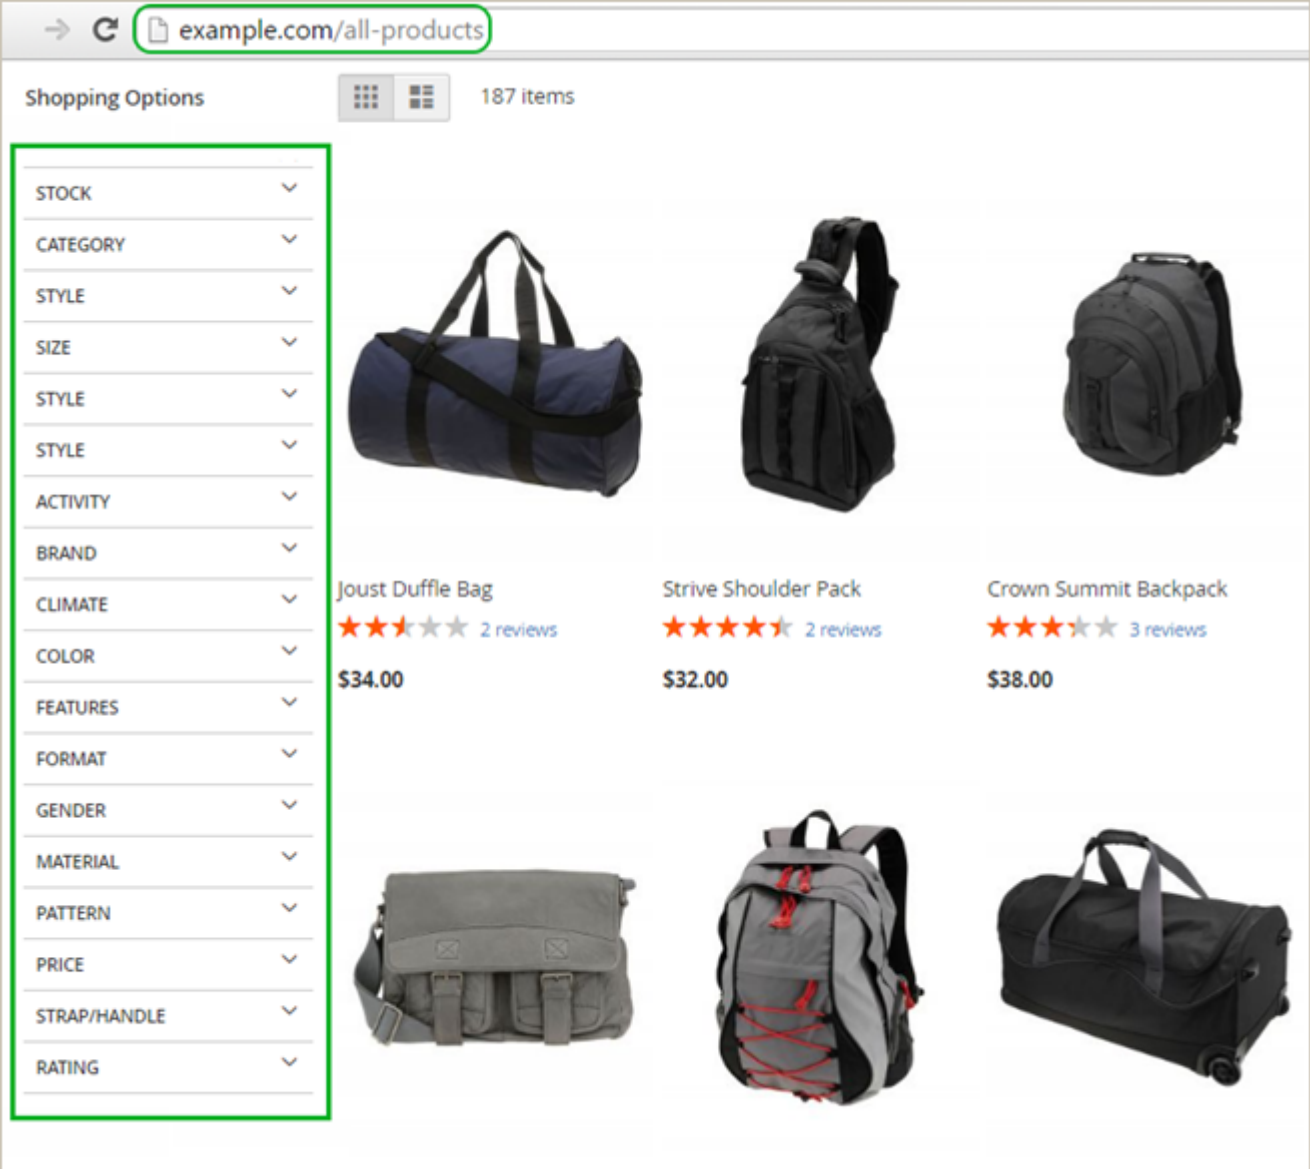 example.com/all-products
Shopping Options
187 items
STOCK
CATEGORY
STYLE
SIZE
STYLE
STYLE
ACTIVITY
BRAND
CLIMATE
COLOR
FEATURES
FORMAT
GENDER
MATERIAL
PATTERN
PRICE
STRAP/HANDLE
RATING
Joust Duffle Bag
2 reviews
$34.00
Strive Shoulder Pack
2 reviews
$32.00
Crown Summit Backpack
3 reviews
$38.00